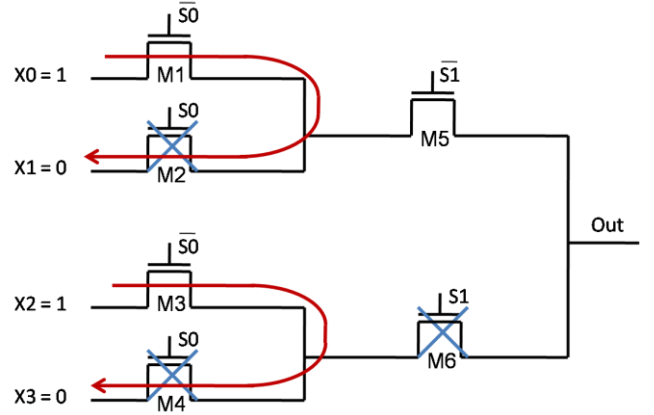 S̅0̅
X0 = 1
M1
S0
X1 = 0
M2
S̅1̅
M5
Out
S̅0̅
X2 = 1
M3
S1
S0
M6
X3 = 0
M4